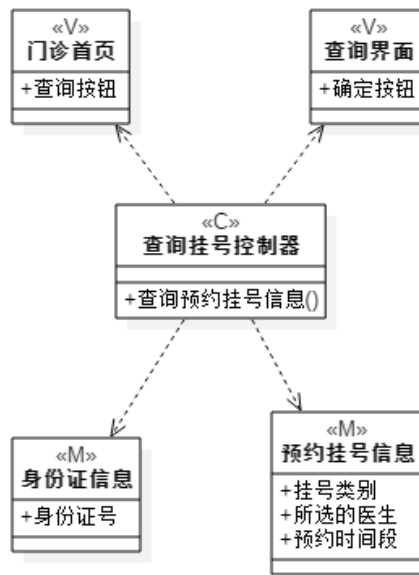 «V»
门诊首页
+查询按钮
«V»
查询界面
+确定按钮
«C»
查询挂号控制器
+查询预约挂号信息()
«M»
身份证信息
+身份证号
«M»
预约挂号信息
+挂号类别
+所选的医生
+预约时间段